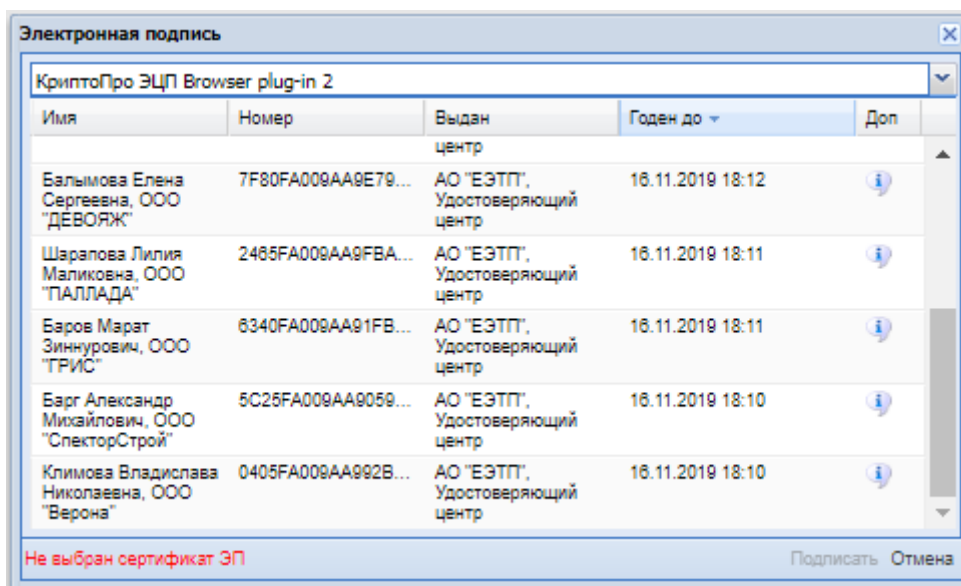 Электронная подпись
КриптоПро ЭЦП Browser plug-in 2
Имя Номер Выдан Годен до Доп
центр
Балымова Елена 7F80FA009AA9E79... АО "ЕЭТП", 16.11.2019 18:12
Сергеевна, ООО Удостоверяющий
"ДЕВОЯЖ" центр
Шарапова Лилия 2465FA009AA9FBA... АО "ЕЭТП", 16.11.2019 18:11
Маликовна, ООО Удостоверяющий
"ПАЛЛАДА" центр
Баров Марат 6340FA009AA91FB... АО "ЕЭТП", 16.11.2019 18:11
Зиннурович, ООО Удостоверяющий
"ГРИС" центр
Барг Александр 5C25FA009AA9059... АО "ЕЭТП", 16.11.2019 18:10
Михайлович, ООО Удостоверяющий
"СпекторСтрой" центр
Климова Владислава 0405FA009AA992B... АО "ЕЭТП", 16.11.2019 18:10
Николаевна, ООО Удостоверяющий
"Верона" центр
Не выбран сертификат ЭП Подписать Отмена